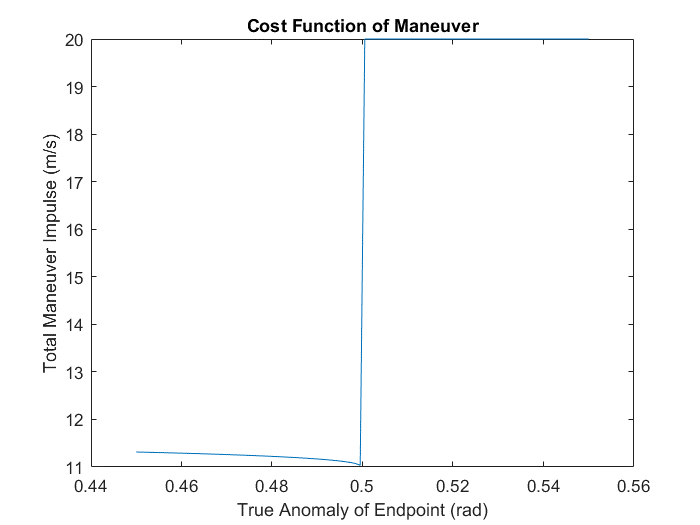 Cost Function of Maneuver
Total Maneuver Impulse (m/s)
20
19
18
17
16
15
14
13
12
11
0.44 0.46 0.48 0.5 0.52 0.54 0.56
True Anomaly of Endpoint (rad)